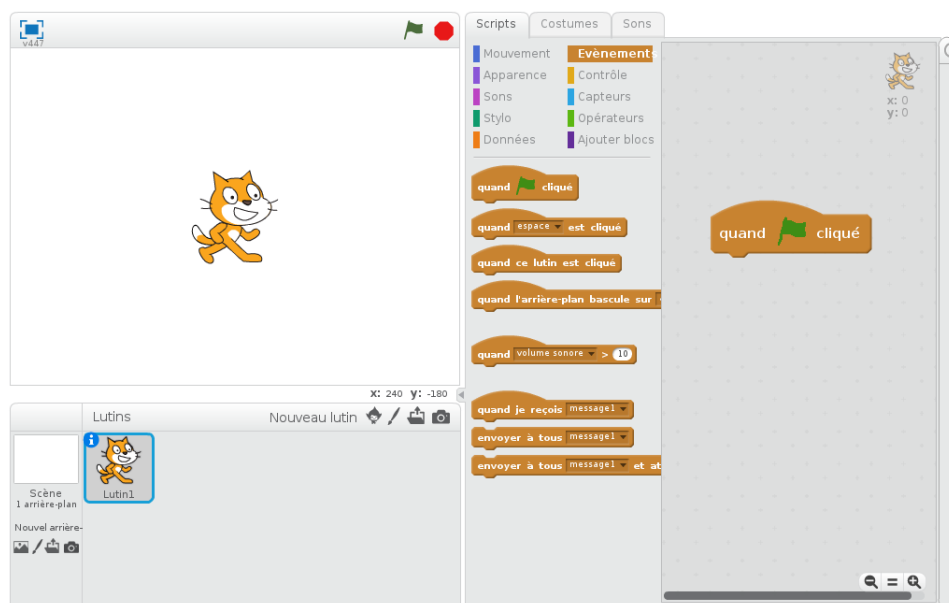 v447
Scripts Costumes Sons
Mouvement Evènements
Apparence Contrôle
Sons Capteurs
Stylo Opérateurs
Données Ajouter blocs
quand cliqué
quand espace est cliqué
quand ce lutin est cliqué
quand l'arrière-plan bascule sur
quand volume sonore > 10
quand je reçois message1
envoyer à tous message1
envoyer à tous message1 et at
x: 0
y: 0
quand cliqué
x: 240 y: -180
Lutins Nouveau lutin
Scène
1 arrière-plan
Nouvel arrière-
Lutin1